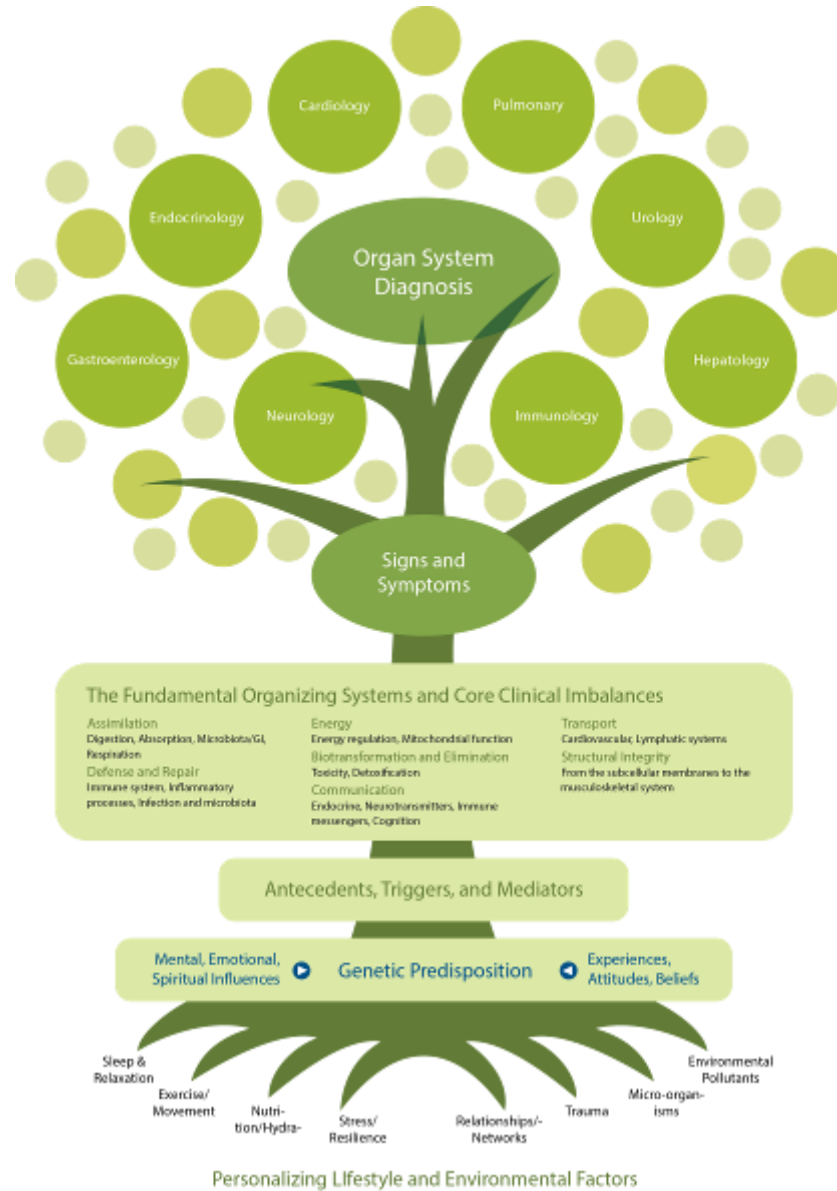 Cardiology
Pulmonary
Endocrinology
Urology
Organ System
Diagnosis
Gastroenterology
Hepatology
Neurology
Immunology
Signs and
Symptoms
The Fundamental Organizing Systems and Core Clinical Imbalances
Assimilation
Digestion, Absorption, Microbiota/GI,
Respiration
Defense and Repair
Immune system, Inflammatory
processes, Infection and microbiota
Energy
Energy regulation, Mitochondrial function
Biotransformation and Elimination
Toxicity, Detoxification
Communication
Endocrine, Neurotransmitters, Immune
messengers, Cognition
Transport
Cardiovascular, Lymphatic systems
Structural Integrity
From the subcellular membranes to the
musculoskeletal system
Antecedents, Triggers, and Mediators
Mental, Emotional,
Spiritual Influences
Genetic Predisposition
Experiences,
Attitudes, Beliefs
Sleep &
Relaxation
Exercise/
Movement
Nutri-
tion/Hydra-
Stress/
Resilience
Relationships/-
Networks
Trauma
Micro-organ-
isms
Environmental
Pollutants
Personalizing LIfestyle and Environmental Factors